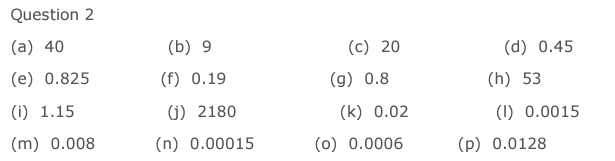 Question 2
(a) 40 (b) 9 (c) 20 (d) 0.45
(e) 0.825 (f) 0.19 (g) 0.8 (h) 53
(i) 1.15 (j) 2180 (k) 0.02 (l) 0.0015
(m) 0.008 (n) 0.00015 (o) 0.0006 (p) 0.0128